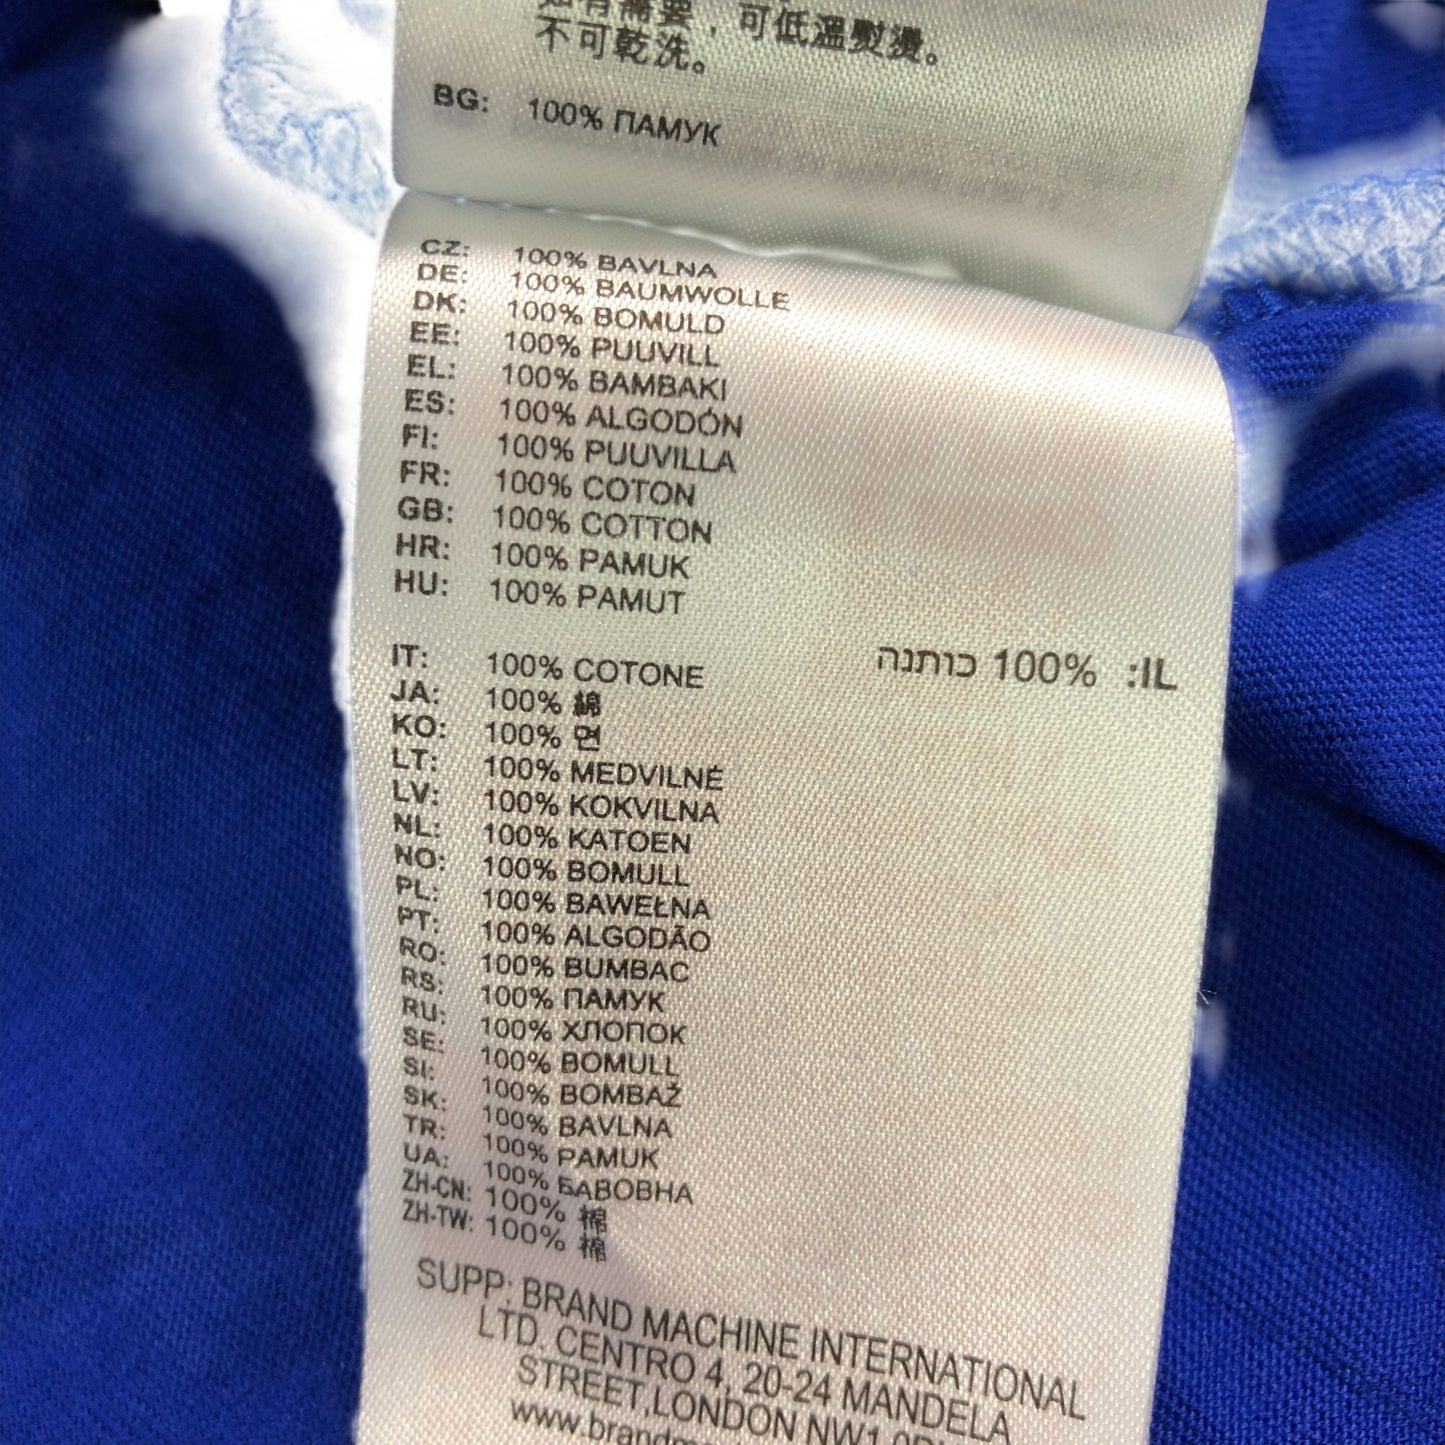 不可乾洗。
可低溫熨燙。
BG: 100% ПАМУК
CZ: 100% BAVLNA
DE: 100% BAUMWOLLE
DK: 100% BOMULD
EE: 100% PUUVILL
EL: 100% BAMBAKI
ES: 100% ALGODÓN
FI: 100% PUUVILLA
FR: 100% COTON
GB: 100% COTTON
HR: 100% PAMUK
HU: 100% PAMUT
IL: 100% כותנה
IT: 100% COTONE
JA: 100% 綿
KO: 100% 면
LT: 100% MEDVILNĖ
LV: 100% KOKVILNA
NL: 100% KATOEN
NO: 100% BOMULL
PL: 100% BAWEŁNA
PT: 100% ALGODÃO
RO: 100% BUMBAC
RS: 100% ПАМУК
RU: 100% ХЛОПОК
SE: 100% BOMULL
SI: 100% BOMBAŽ
SK: 100% BAVLNA
TR: 100% PAMUK
UA: 100% БАВОВНА
ZH-CN: 100% 棉
ZH-TW: 100% 棉
SUPP: BRAND MACHINE INTERNATIONAL
LTD. CENTRO 4, 20-24 MANDELA
STREET,LONDON NW1